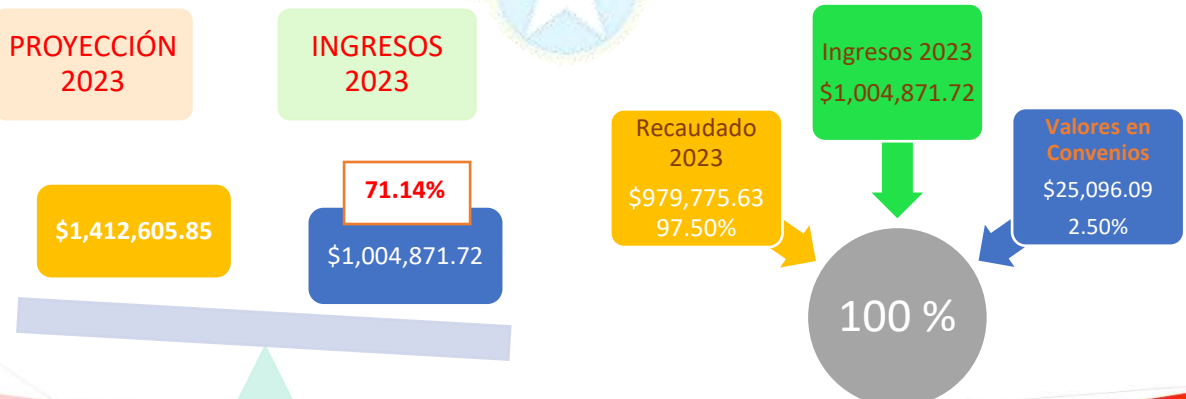 PROYECCIÓN
2023
INGRESOS
2023
$1,412,605.85
71.14%
$1,004,871.72
Ingresos 2023
$1,004,871.72
Recaudado
2023
$979,775.63
97.50%
Valores en
Convenios
$25,096.09
2.50%
100 %